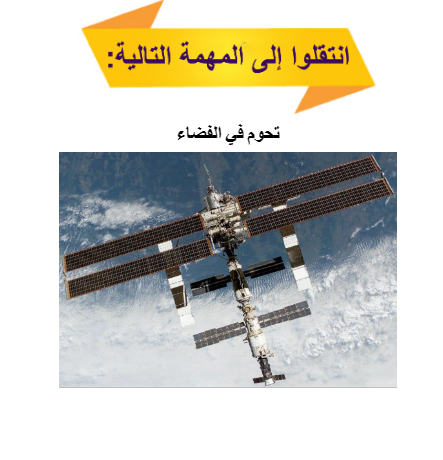 انتقلوا إلى المهمة التالية:
تحوم في الفضاء